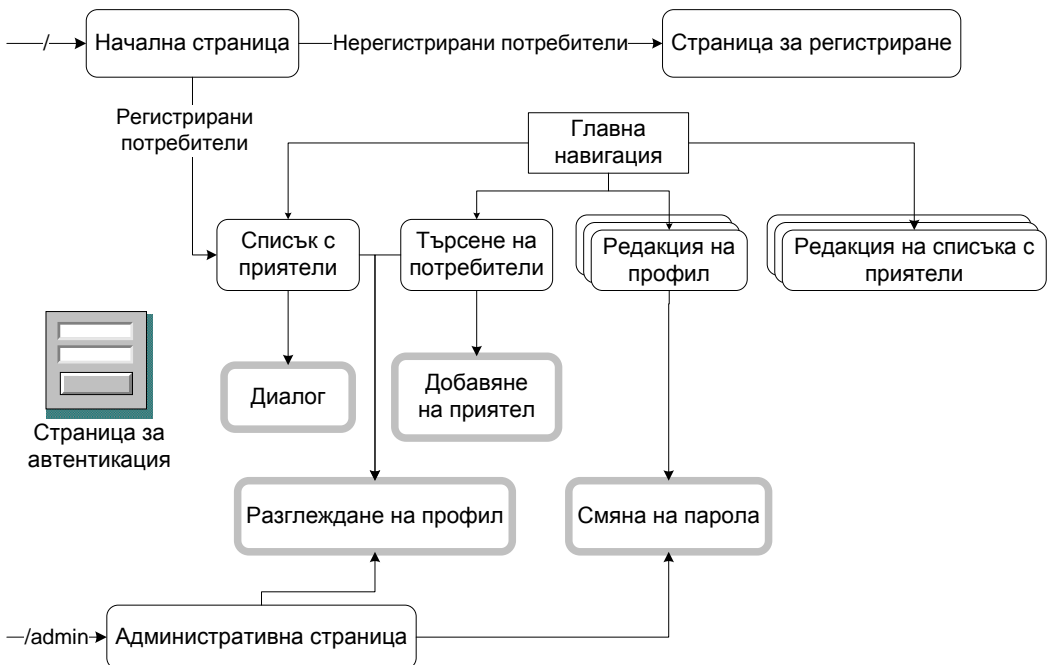 /
Начална страница
Нерегистрирани потребители
Страница за регистриране
Регистрирани
потребители
Главна
навигация
Списък с
приятели
Търсене на
потребители
Редакция на
профил
Редакция на списъка с
приятели
Диалог
Добавяне
на приятел
Страница за
автентикация
Разглеждане на профил
Смяна на парола
/admin
Административна страница